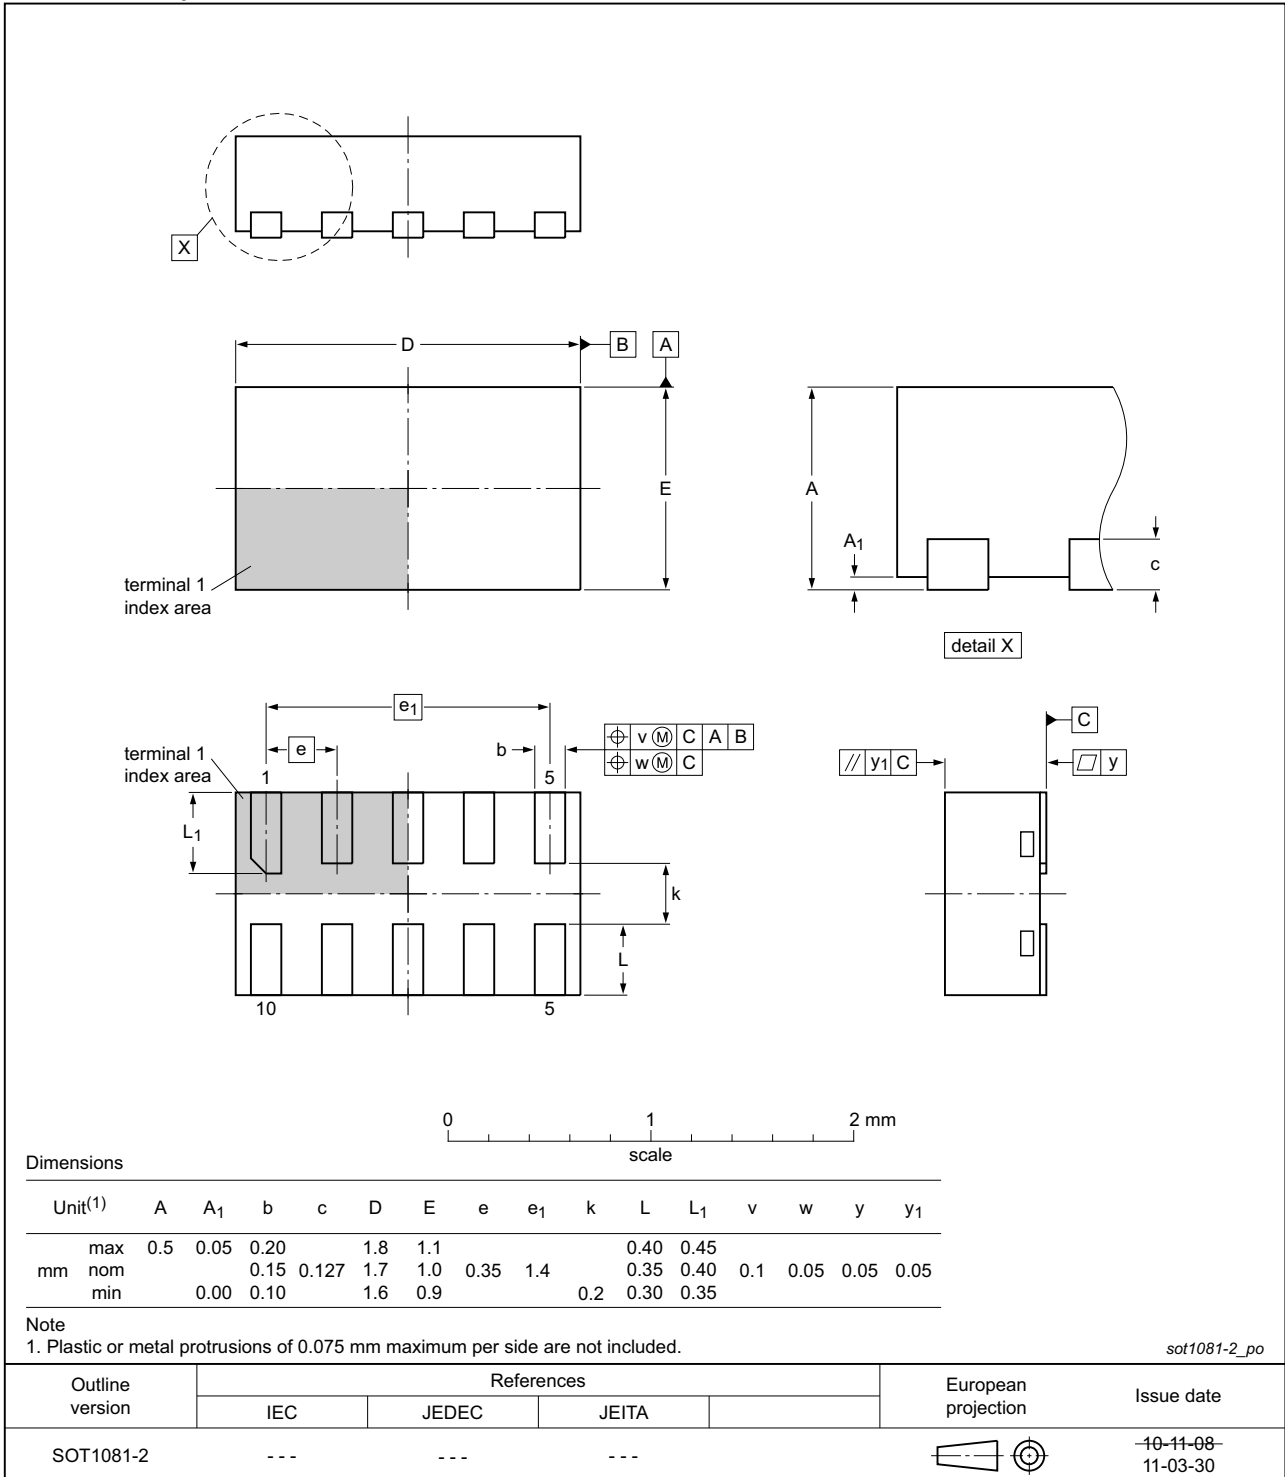 X
D
B
A
E
terminal 1
index area
A
A1
c
detail X
e1
e
b
v M C A B
w M C
C
y1 C
y
terminal 1
index area
1
5
L1
k
L
10
5
0 1 2 mm
scale
Dimensions
Unit(1) A A1 b c D E e e1 k L L1 v w y y1
max 0.5 0.05 0.20 1.8 1.1 0.40 0.45
mm nom 0.15 0.127 1.7 1.0 0.35 1.4 0.35 0.40 0.1 0.05 0.05 0.05
min 0.00 0.10 1.6 0.9 0.2 0.30 0.35
Note
1. Plastic or metal protrusions of 0.075 mm maximum per side are not included.
sot1081-2_po
Outline version
References
IEC JEDEC JEITA
European projection
Issue date
SOT1081-2 - - - - - - - - -
10-11-08
11-03-30